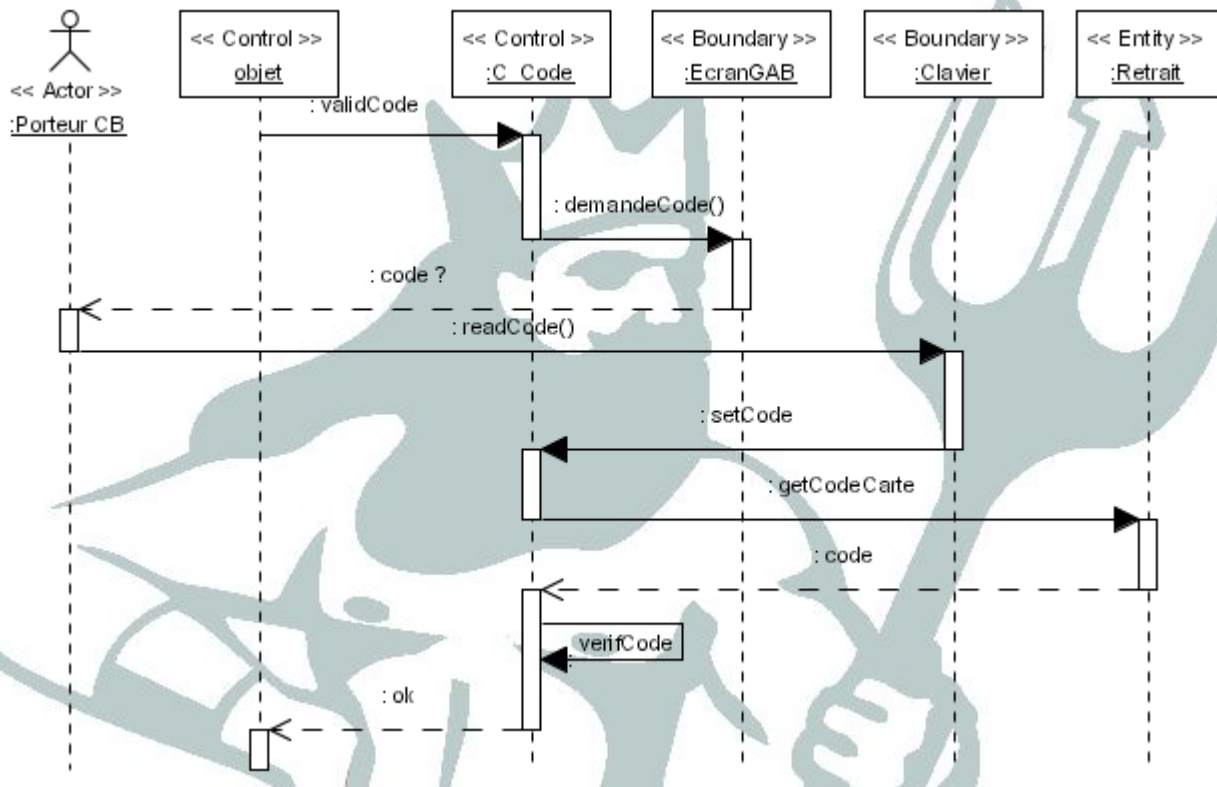 << Control >>
<< Control >>
<< Boundary >>
<< Boundary >>
<< Entity >>
objet
:C_Code
:EcranGAB
:Clavier
:Retrait
<< Actor >>
:Porteur CB
: validCode
: demandeCode()
: code ?
: readCode()
: setCode
: getCodeCarte
: code
: verifCode
: ok